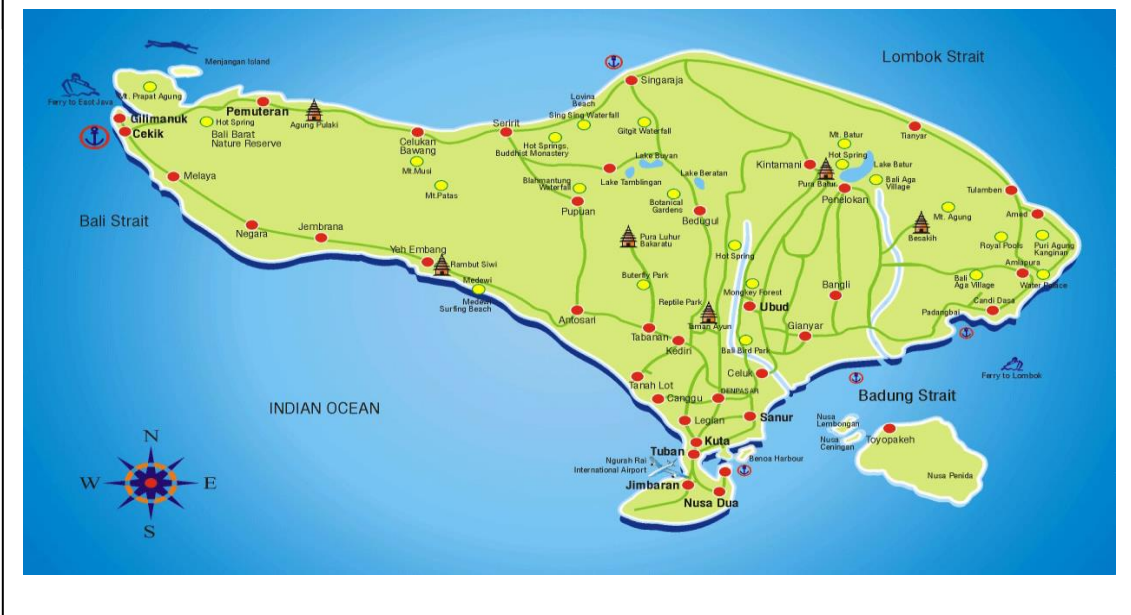 Lombok Strait
Menjangan Island
Ferry to East Java
Mt. Prapat Agung
Gilimanuk
Cekik
Hot Spring
Bali Barat
Nature Reserve
Pemuteran
Agung Pulaki
Celukan
Bawang
Mt.Musi
Mt.Patas
Seririt
Lovina
Beach
Sing Sing Waterfall
Singaraja
Gitgit Waterfall
Hot Springs,
Buddhist Monastery
Lake Buyan
Lake Tamblingan
Lake Beratan
Blahmantung
Waterfall
Pupuan
Botanical
Gardens
Bedugul
Kintamani
Mt. Batur
Hot Spring
Lake Batur
Pura Batur
Penelokan
Bali Aga
Village
Tianyar
Tulamben
Amed
Mt. Agung
Besakih
Royal Pools
Puri Agung
Kanginan
Amlapura
Bali
Aga Village
Water Palace
Candi Dasa
Padangbai
Ferry to Lombok
Melaya
Bali Strait
Negara
Jembrana
Yeh Embang
Rambut Siwi
Medewi
Medewi
Surfing Beach
Pura Luhur
Bakaratu
Buterfly Park
Hot Spring
Mongkey Forest
Reptile Park
Taman Ayun
Ubud
Bangli
Gianyar
Antosari
Tabanan
Kediri
Bali Bird Park
Celuk
Tanah Lot
Canggu
DENPASAR
Legian
Sanur
Kuta
Tuban
Ngurah Rai
International Airport
Benoa Harbour
Jimbaran
Nusa Dua
Badung Strait
Nusa
Lembongan
Nusa
Ceningan
Toyopakeh
Nusa Penida
INDIAN OCEAN
N
W
E
S